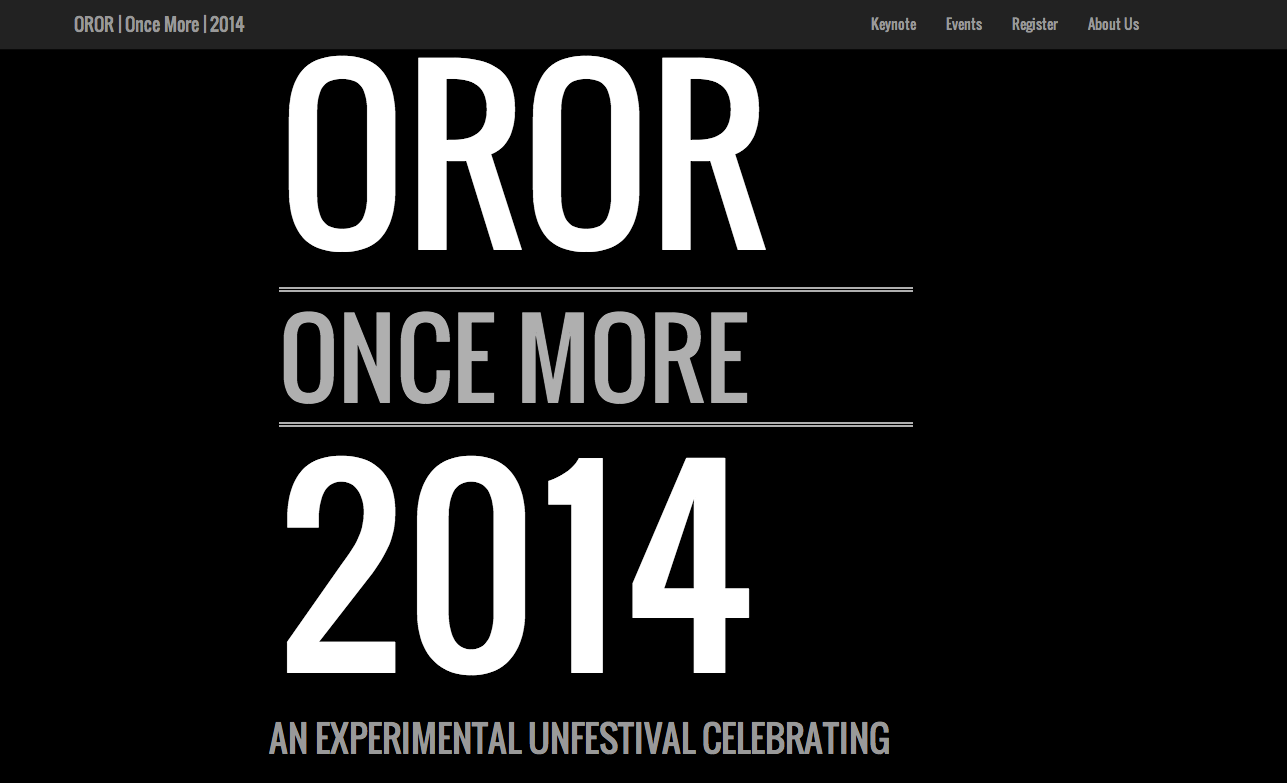 OROR | Once More | 2014
Keynote Events Register About Us
OROR
ONCE MORE
2014
AN EXPERIMENTAL UNFESTIVAL CELEBRATING